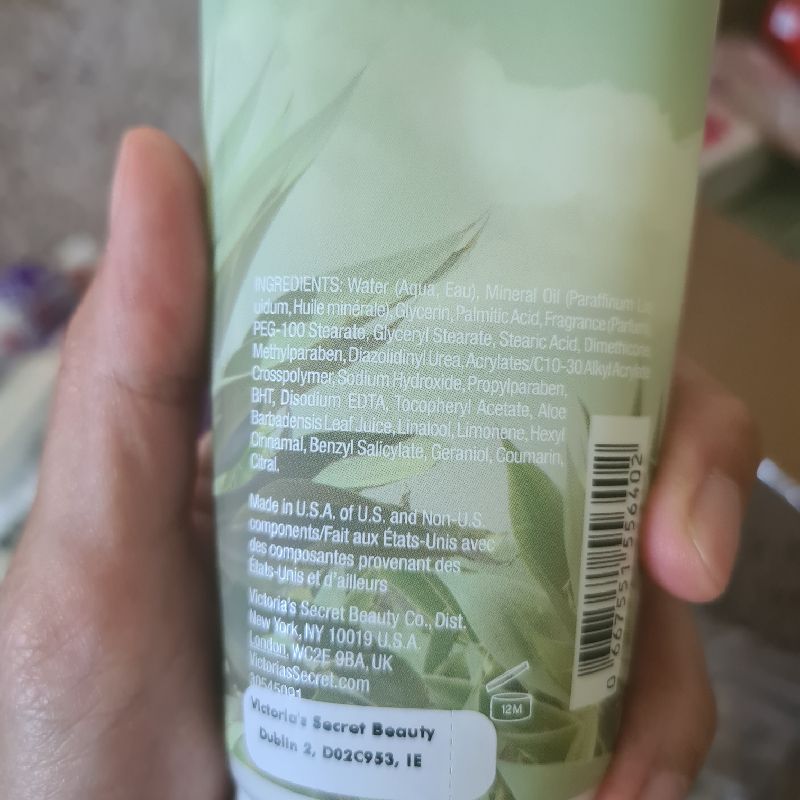 INGREDIENTS: Water (Aqua, Eau), Mineral Oil (Paraffinum Liq-
uidum, Huile minérale), Glycerin, Palmitic Acid, Fragrance (Parfum),
PEG-100 Stearate, Glyceryl Stearate, Stearic Acid, Dimethicone,
Methylparaben, Diazolidinyl Urea, Acrylates/C10-30 Alkyl Acrylate
Crosspolymer, Sodium Hydroxide, Propylparaben,
BHT, Disodium EDTA, Tocopheryl Acetate, Aloe
Barbadensis Leaf Juice, Linalool, Limonene, Hexyl
Cinnamal, Benzyl Salicylate, Geraniol, Coumarin,
Citral.
Made in U.S.A. of U.S. and Non-U.S.
components/Fait aux États-Unis avec
des composantes provenant des
États-Unis et d'ailleurs
Victoria's Secret Beauty Co., Dist.
New York, NY 10019 U.S.A.
London, WC2E 9BA, UK
VictoriasSecret.com
Victoria's Secret Beauty
Dublin 2, D02C953, IE
12M
0 667551 556402